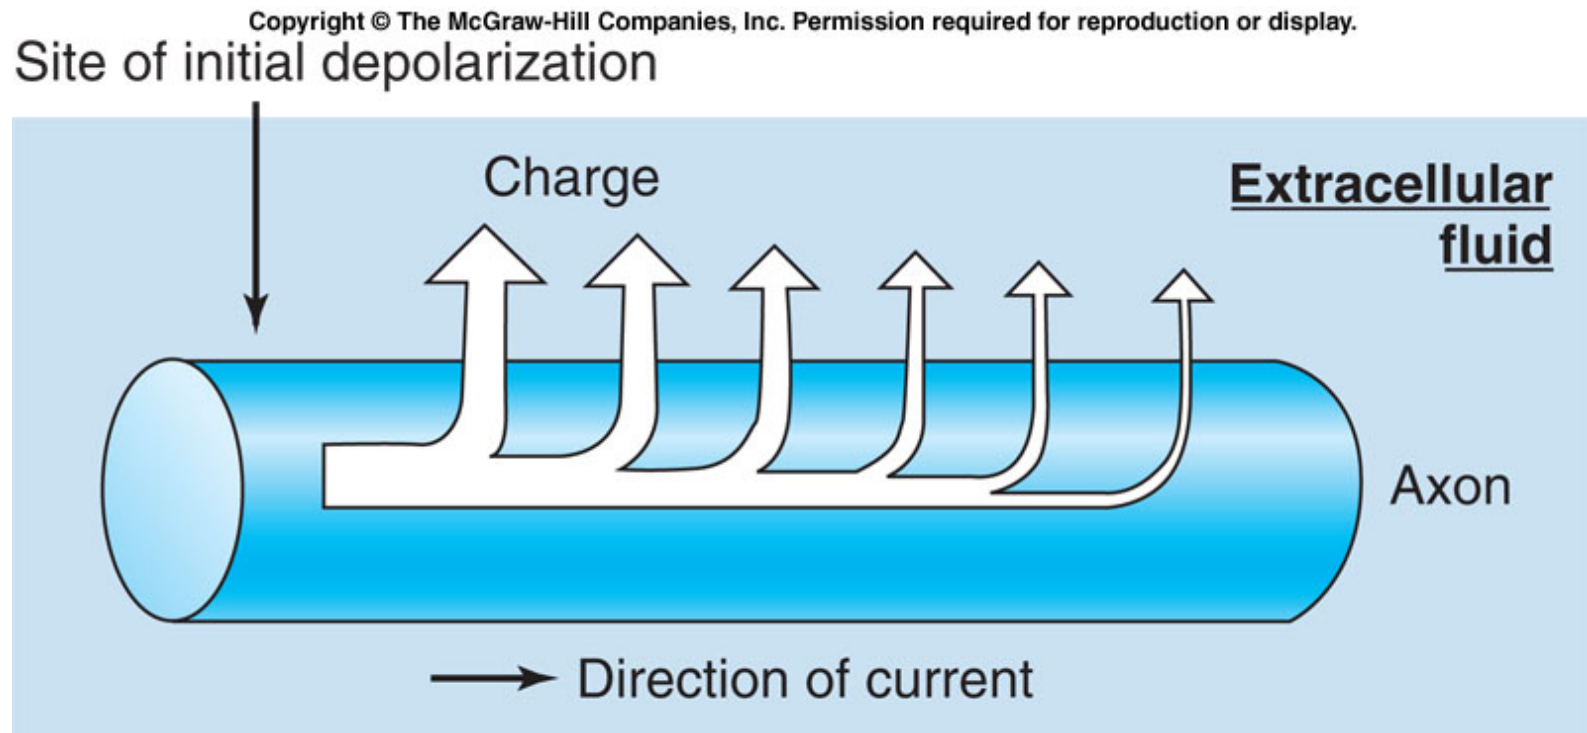 Copyright © The McGraw-Hill Companies, Inc. Permission required for reproduction or display.
Site of initial depolarization
Charge
Extracellular
fluid
Axon
Direction of current